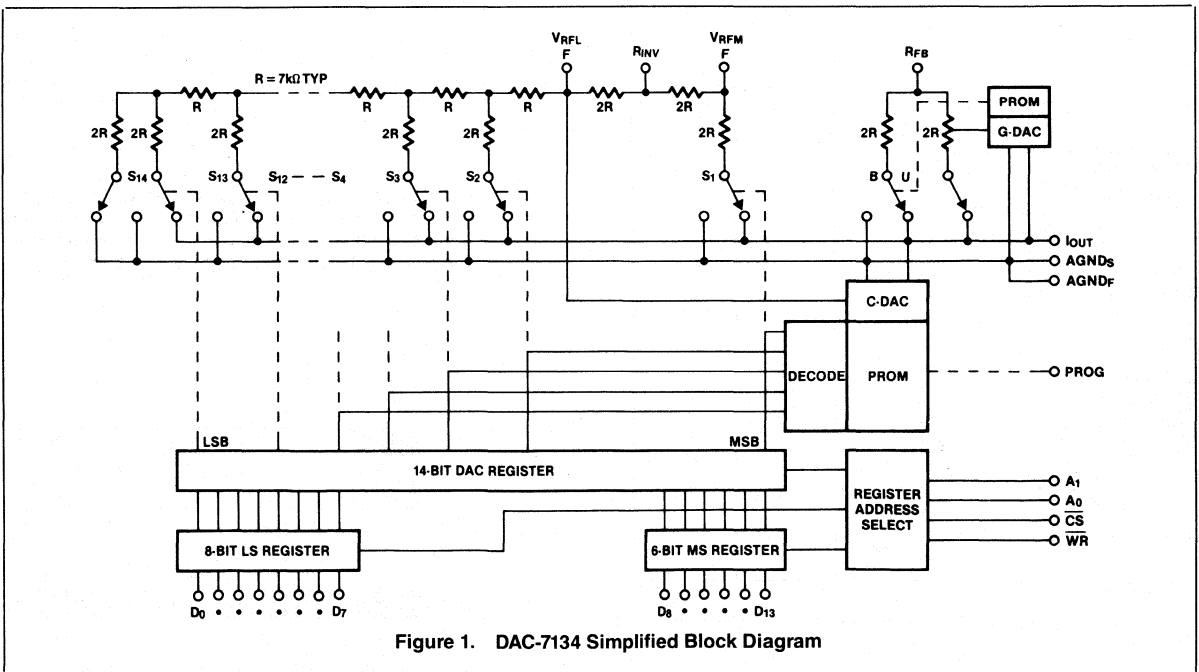 VRFL F
RINV
VRFM F
RFB
R = 7kΩ TYP
R R R R 2R 2R
PROM
G-DAC
2R 2R 2R 2R 2R 2R 2R 2R
S14 S13 S12 --- S4 S3 S2 S1 B U
IOUT
AGNDS
AGNDF
C-DAC
DECODE PROM PROG
LSB MSB
14-BIT DAC REGISTER
REGISTER ADDRESS SELECT
A1
A0
C̅S̅
W̅R̅
8-BIT LS REGISTER 6-BIT MS REGISTER
D0 • • • • • • D7 D8 • • • • D13
Figure 1. DAC-7134 Simplified Block Diagram